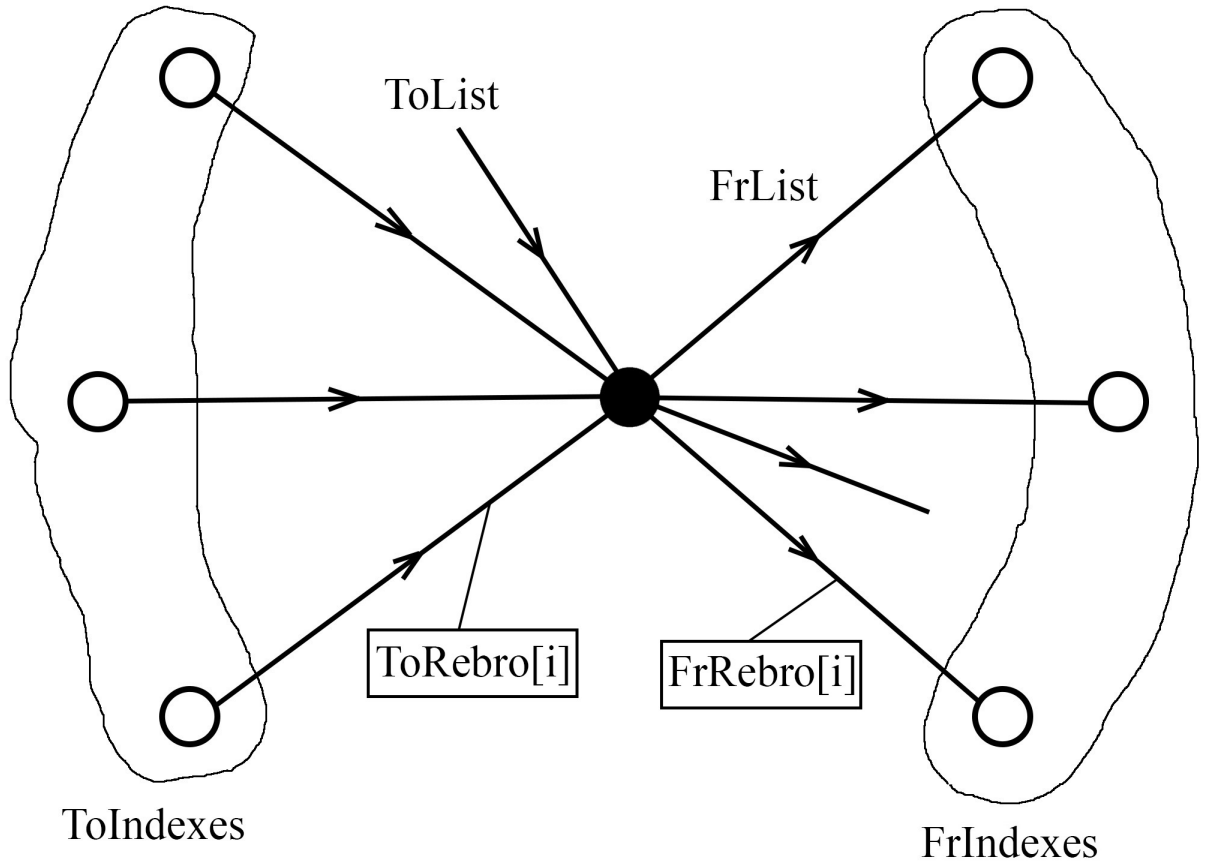 ToList
FrList
ToRebro[i]
FrRebro[i]
ToIndexes
FrIndexes